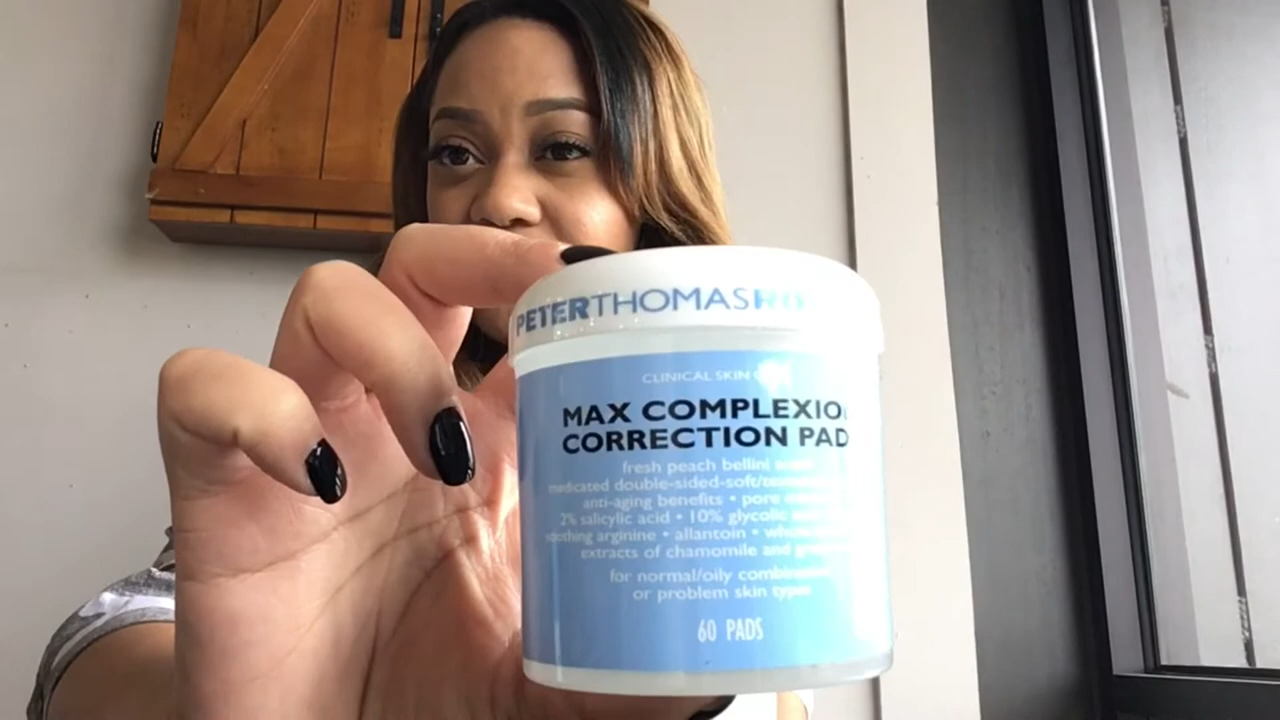 PETERTHOMASRO
CLINICAL SKIN
MAX COMPLEXIO
CORRECTION PAD
fresh peach bellini
medicated double-sided-soft/
anti-aging benefits • pore
2% salicylic acid • 10% glycolic
soothing arginine • allantoin •
extracts of chamomile and
for normal/oily
or problem skin types
60 PADS